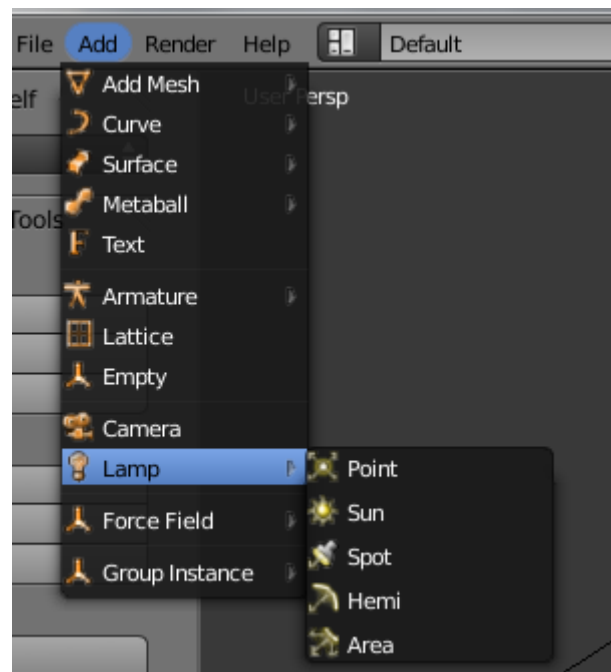 File Add Render Help Default
elf
User Persp
Add Mesh
Curve
Surface
Metaball
Tools
Text
Armature
Lattice
Empty
Camera
Lamp
Point
Sun
Force Field
Spot
Group Instance
Hemi
Area